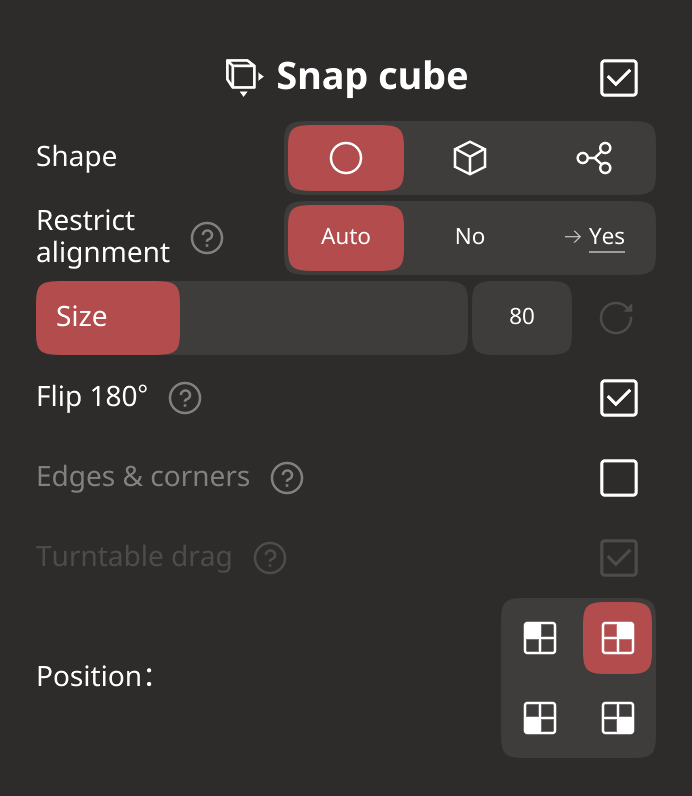 Snap cube
Shape
Restrict
alignment ?
Auto No → Yes
Size 80
Flip 180° ?
Edges & corners ?
Turntable drag ?
Position: